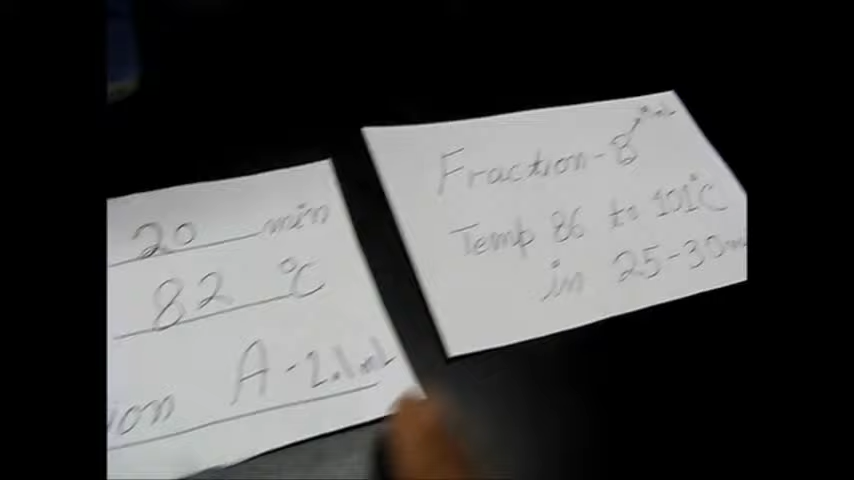 20 min
82 °C
A - 2.1 mL
Fraction - B
Temp 86 to 101°C
in 25-30